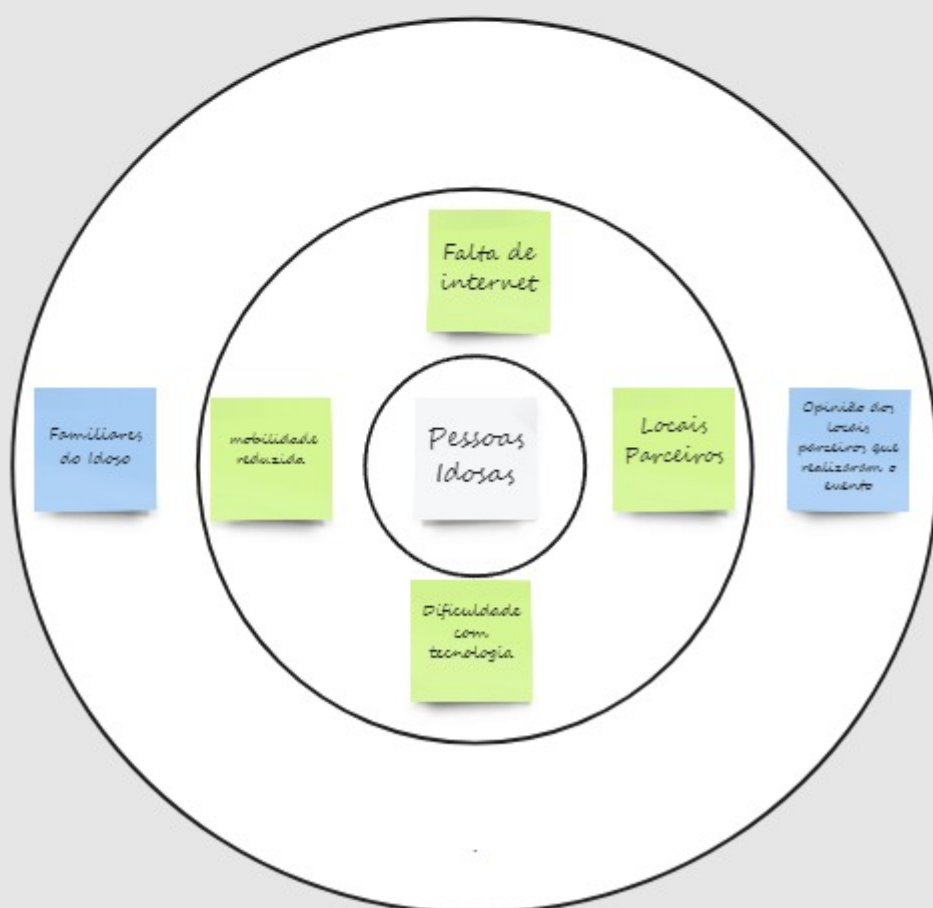 Falta de
internet
Familiares
do Idoso
mobilidade
reduzida
Pessoas
Idosas
Locais
Parceiros
Opinião dos
locais
parceiros que
realizaram o
evento
Dificuldade
com
tecnologia